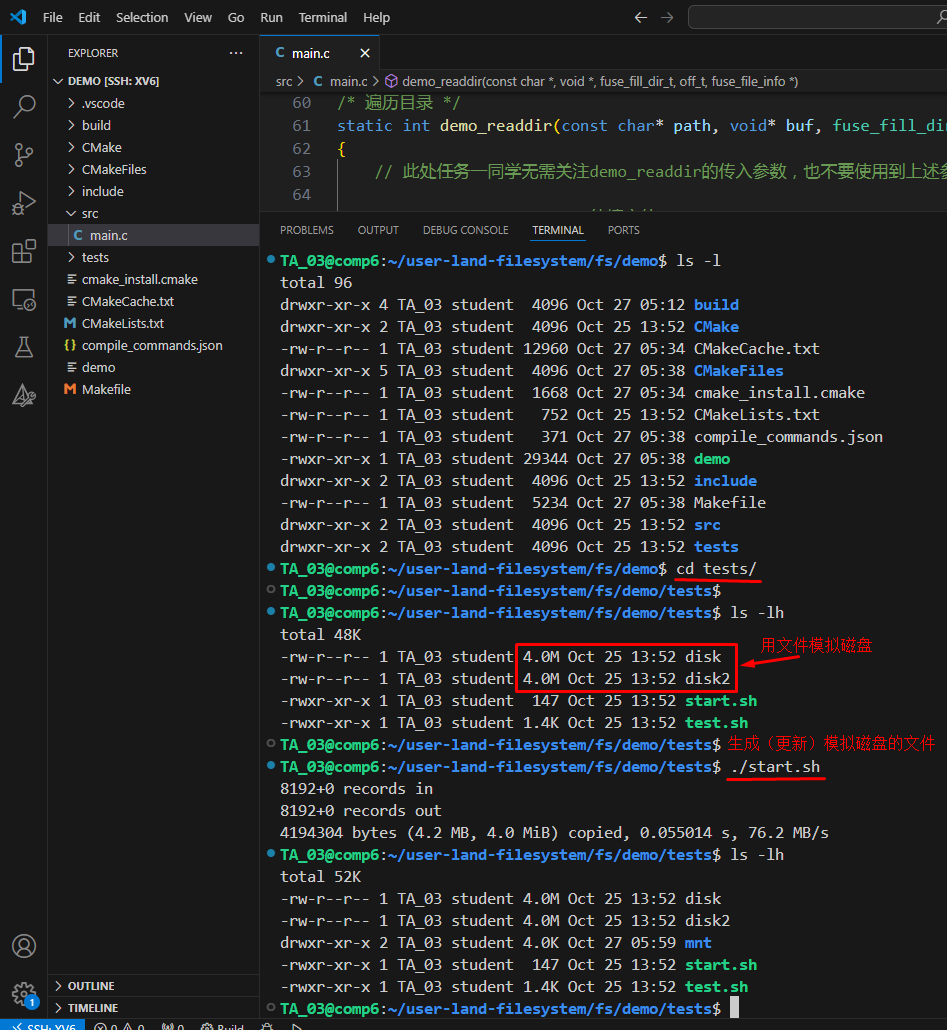 File Edit Selection View Go Run Terminal Help
EXPLORER ...
DEMO [SSH: XV6]
.vscode
build
CMake
CMakeFiles
include
src
C main.c
tests
cmake_install.cmake
CMakeCache.txt
M CMakeLists.txt
{} compile_commands.json
demo
M Makefile
OUTLINE
TIMELINE
1
C main.c
src > C main.c > demo_readdir(const char *, void *, fuse_fill_dir_t, off_t, fuse_file_info *)
60 /* 遍历目录 */
61 static int demo_readdir(const char* path, void* buf, fuse_fill_di
62 {
63 // 此处任务一同学无需关注demo_readdir的传入参数，也不要使用到上述参
64
PROBLEMS OUTPUT DEBUG CONSOLE TERMINAL PORTS
TA_03@comp6:~/user-land-filesystem/fs/demo$ ls -l
total 96
drwxr-xr-x 4 TA_03 student 4096 Oct 27 05:12 build
drwxr-xr-x 2 TA_03 student 4096 Oct 25 13:52 CMake
-rw-r--r-- 1 TA_03 student 12960 Oct 27 05:34 CMakeCache.txt
drwxr-xr-x 5 TA_03 student 4096 Oct 27 05:38 CMakeFiles
-rw-r--r-- 1 TA_03 student 1668 Oct 27 05:34 cmake_install.cmake
-rw-r--r-- 1 TA_03 student 752 Oct 25 13:52 CMakeLists.txt
-rw-r--r-- 1 TA_03 student 371 Oct 27 05:38 compile_commands.json
-rwxr-xr-x 1 TA_03 student 29344 Oct 27 05:38 demo
drwxr-xr-x 2 TA_03 student 4096 Oct 25 13:52 include
-rw-r--r-- 1 TA_03 student 5234 Oct 27 05:38 Makefile
drwxr-xr-x 2 TA_03 student 4096 Oct 25 13:52 src
drwxr-xr-x 2 TA_03 student 4096 Oct 25 13:52 tests
TA_03@comp6:~/user-land-filesystem/fs/demo$ cd tests/
TA_03@comp6:~/user-land-filesystem/fs/demo/tests$
TA_03@comp6:~/user-land-filesystem/fs/demo/tests$ ls -lh
total 48K
用文件模拟磁盘
-rw-r--r-- 1 TA_03 student 4.0M Oct 25 13:52 disk
-rw-r--r-- 1 TA_03 student 4.0M Oct 25 13:52 disk2
-rwxr-xr-x 1 TA_03 student 147 Oct 25 13:52 start.sh
-rwxr-xr-x 1 TA_03 student 1.4K Oct 25 13:52 test.sh
TA_03@comp6:~/user-land-filesystem/fs/demo/tests$ 生成（更新）模拟磁盘的文件
TA_03@comp6:~/user-land-filesystem/fs/demo/tests$ ./start.sh
8192+0 records in
8192+0 records out
4194304 bytes (4.2 MB, 4.0 MiB) copied, 0.055014 s, 76.2 MB/s
TA_03@comp6:~/user-land-filesystem/fs/demo/tests$ ls -lh
total 52K
-rw-r--r-- 1 TA_03 student 4.0M Oct 25 13:52 disk
-rw-r--r-- 1 TA_03 student 4.0M Oct 25 13:52 disk2
drwxr-xr-x 2 TA_03 student 4.0K Oct 27 05:59 mnt
-rwxr-xr-x 1 TA_03 student 147 Oct 25 13:52 start.sh
-rwxr-xr-x 1 TA_03 student 1.4K Oct 25 13:52 test.sh
TA_03@comp6:~/user-land-filesystem/fs/demo/tests$
SSH: XV6 0 0 0 Build